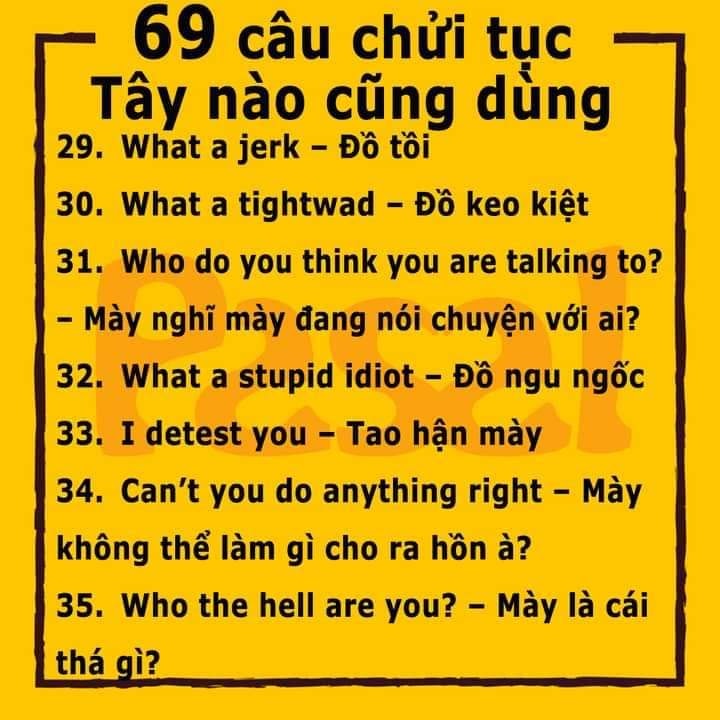 69 câu chửi tục
Tây nào cũng dùng
29. What a jerk – Đồ tồi
30. What a tightwad – Đồ keo kiệt
31. Who do you think you are talking to?
– Mày nghĩ mày đang nói chuyện với ai?
32. What a stupid idiot – Đồ ngu ngốc
33. I detest you – Tao hận mày
34. Can’t you do anything right – Mày
không thể làm gì cho ra hồn à?
35. Who the hell are you? – Mày là cái
thá gì?
Pasal